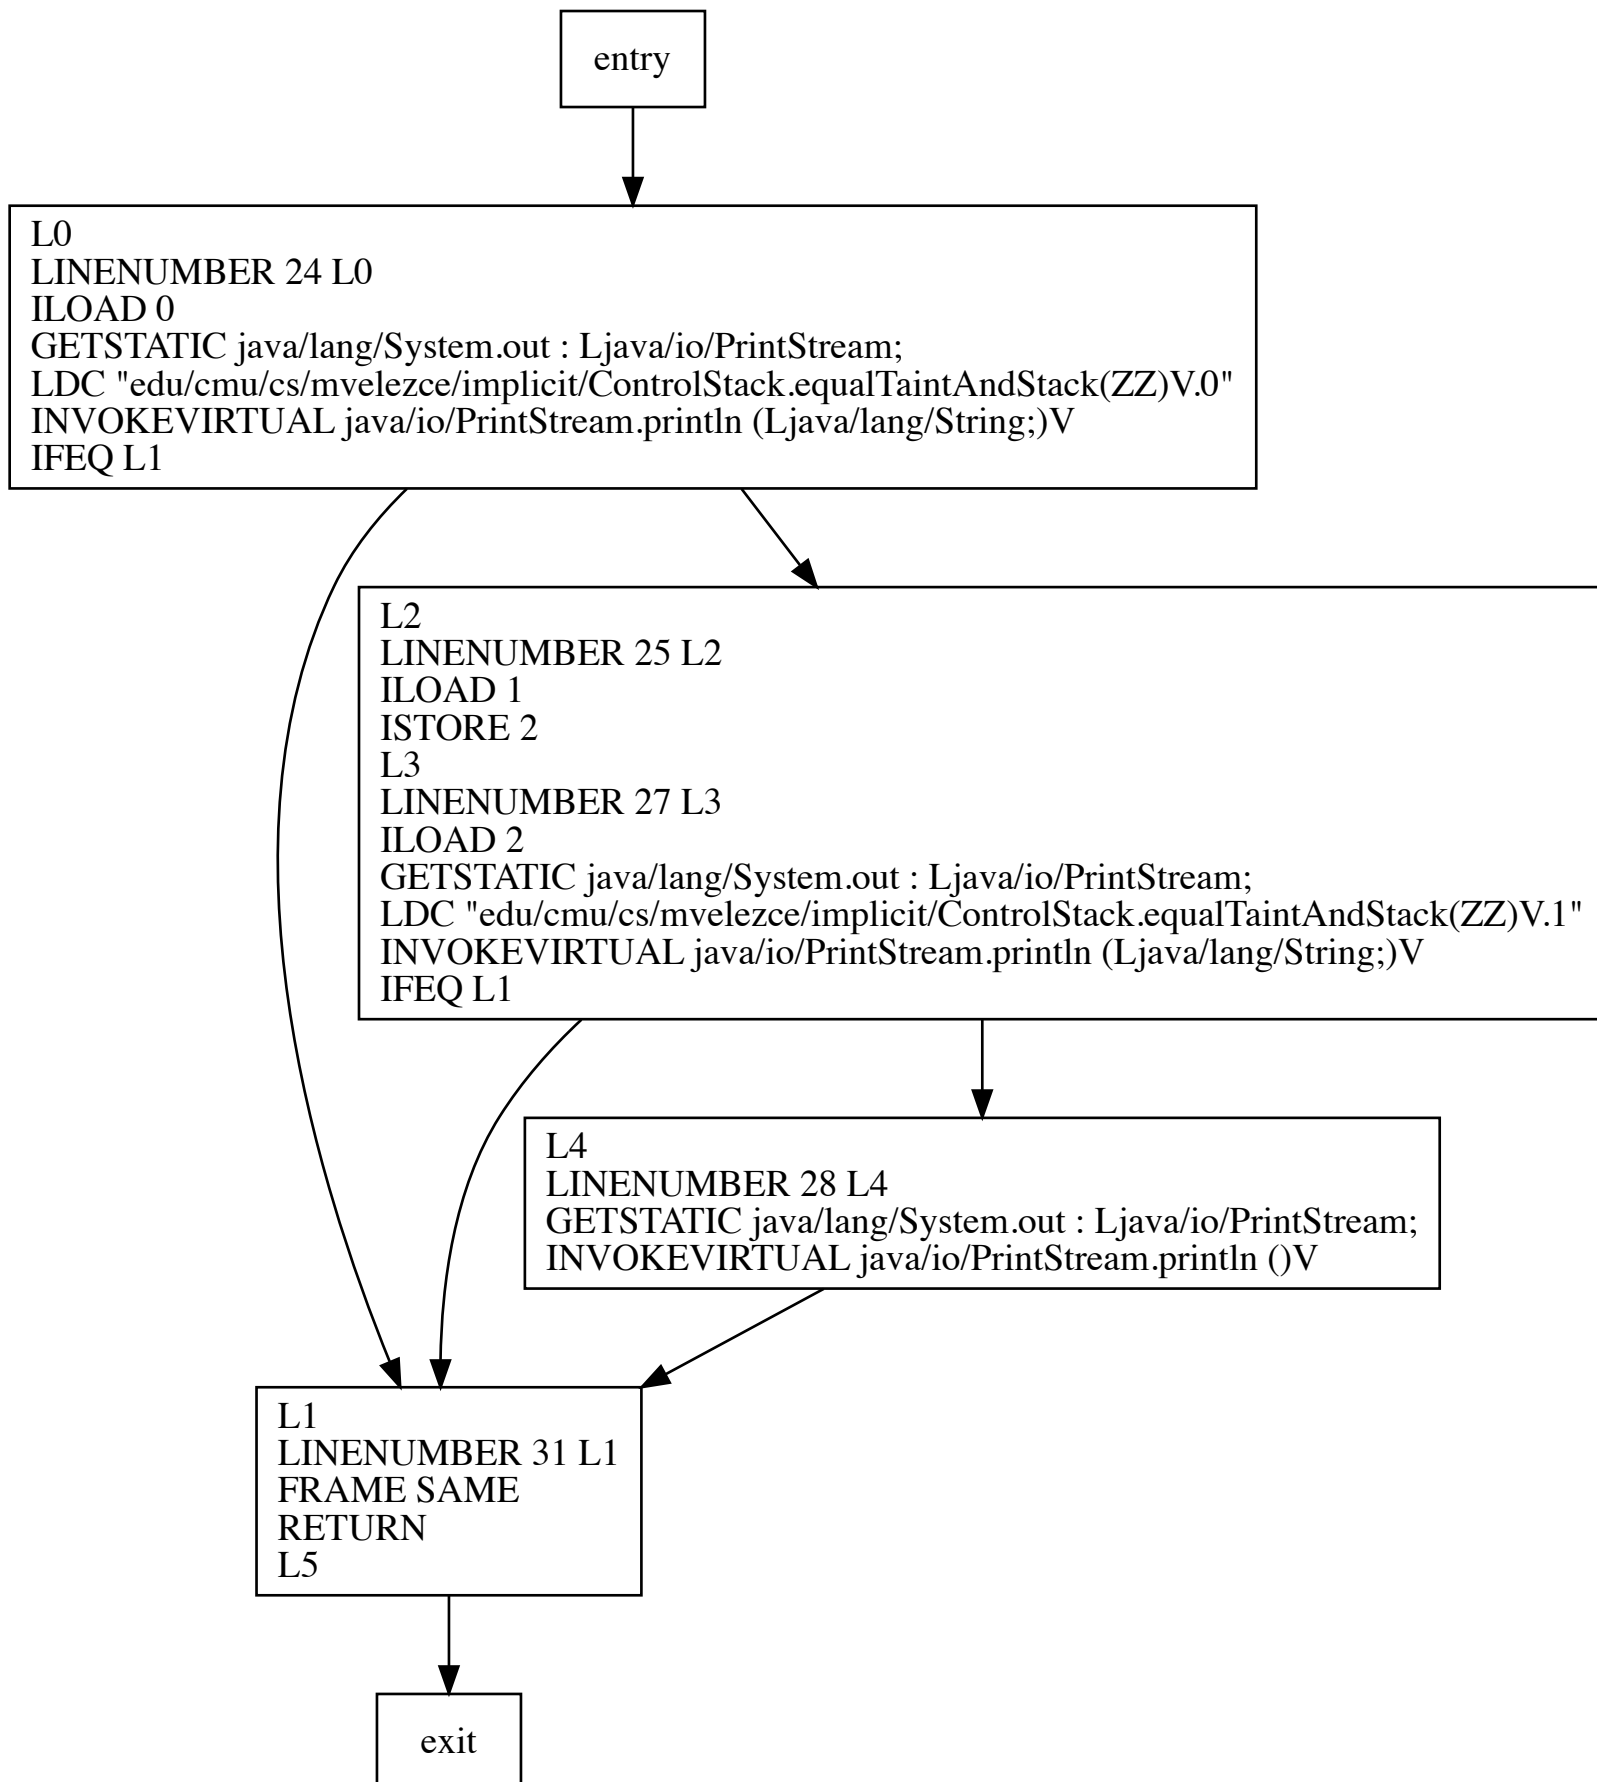 entry
L0
LINENUMBER 24 L0
ILOAD 0
GETSTATIC java/lang/System.out : Ljava/io/PrintStream;
LDC "edu/cmu/cs/mvelezce/implicit/ControlStack.equalTaintAndStack(ZZ)V.0"
INVOKEVIRTUAL java/io/PrintStream.println (Ljava/lang/String;)V
IFEQ L1
L2
LINENUMBER 25 L2
ILOAD 1
ISTORE 2
L3
LINENUMBER 27 L3
ILOAD 2
GETSTATIC java/lang/System.out : Ljava/io/PrintStream;
LDC "edu/cmu/cs/mvelezce/implicit/ControlStack.equalTaintAndStack(ZZ)V.1"
INVOKEVIRTUAL java/io/PrintStream.println (Ljava/lang/String;)V
IFEQ L1
L4
LINENUMBER 28 L4
GETSTATIC java/lang/System.out : Ljava/io/PrintStream;
INVOKEVIRTUAL java/io/PrintStream.println ()V
L1
LINENUMBER 31 L1
FRAME SAME
RETURN
L5
exit